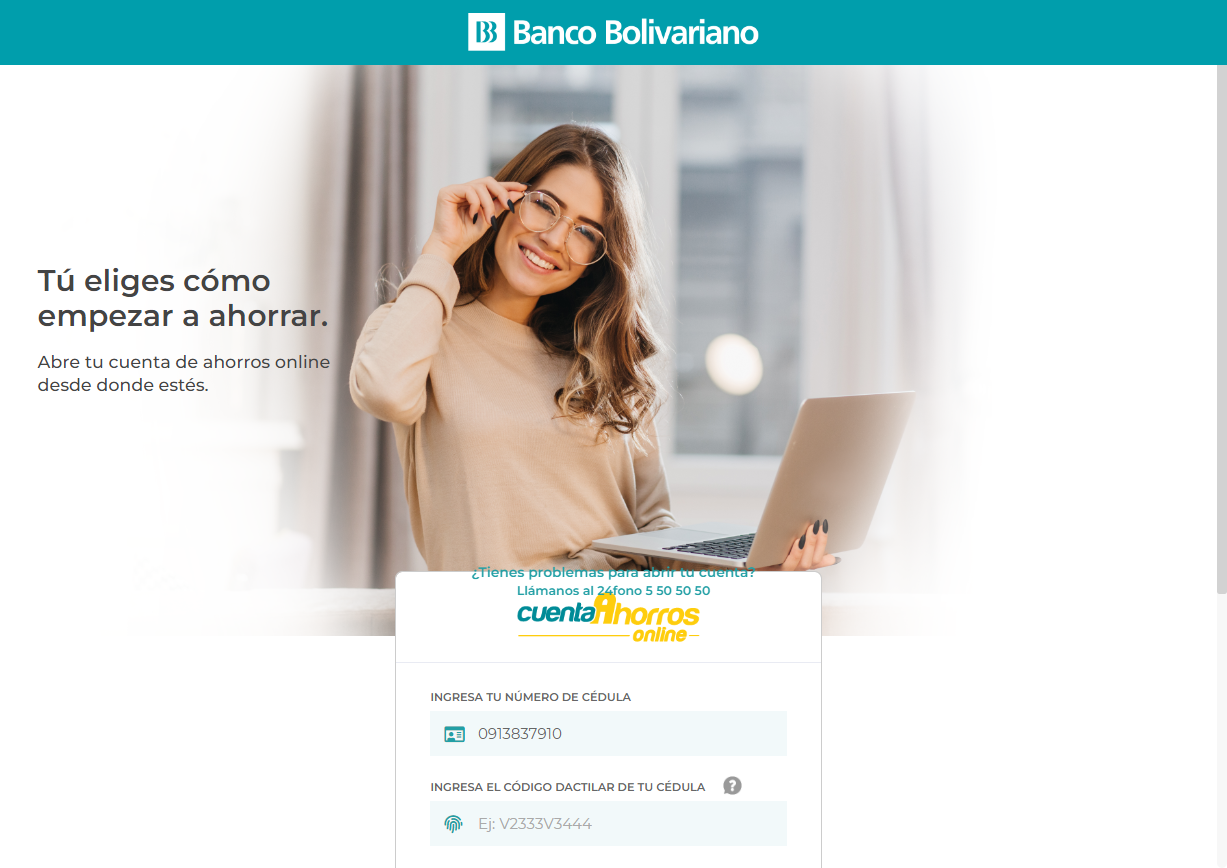 Banco Bolivariano
Tú eliges cómo
empezar a ahorrar.
Abre tu cuenta de ahorros online
desde donde estés.
¿Tienes problemas para abrir tu cuenta?
Llámanos al 24fono 5 50 50 50
cuentaAhorros
online
INGRESA TU NÚMERO DE CÉDULA
0913837910
INGRESA EL CÓDIGO DACTILAR DE TU CÉDULA ?
Ej: V2333V3444